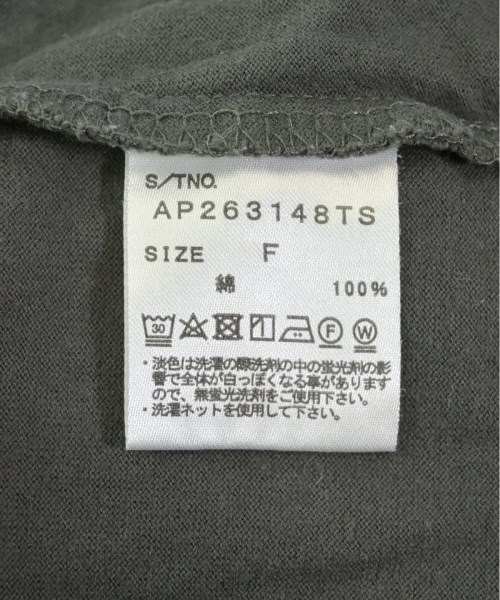 S/TNO.
AP263148TS
SIZE F
綿 100%
30 F W
・淡色は洗濯の際洗剤の中の蛍光剤の影
響で全体が白っぽくなる事があります
ので、無蛍光洗剤をご使用下さい。
・洗濯ネットを使用して下さい。